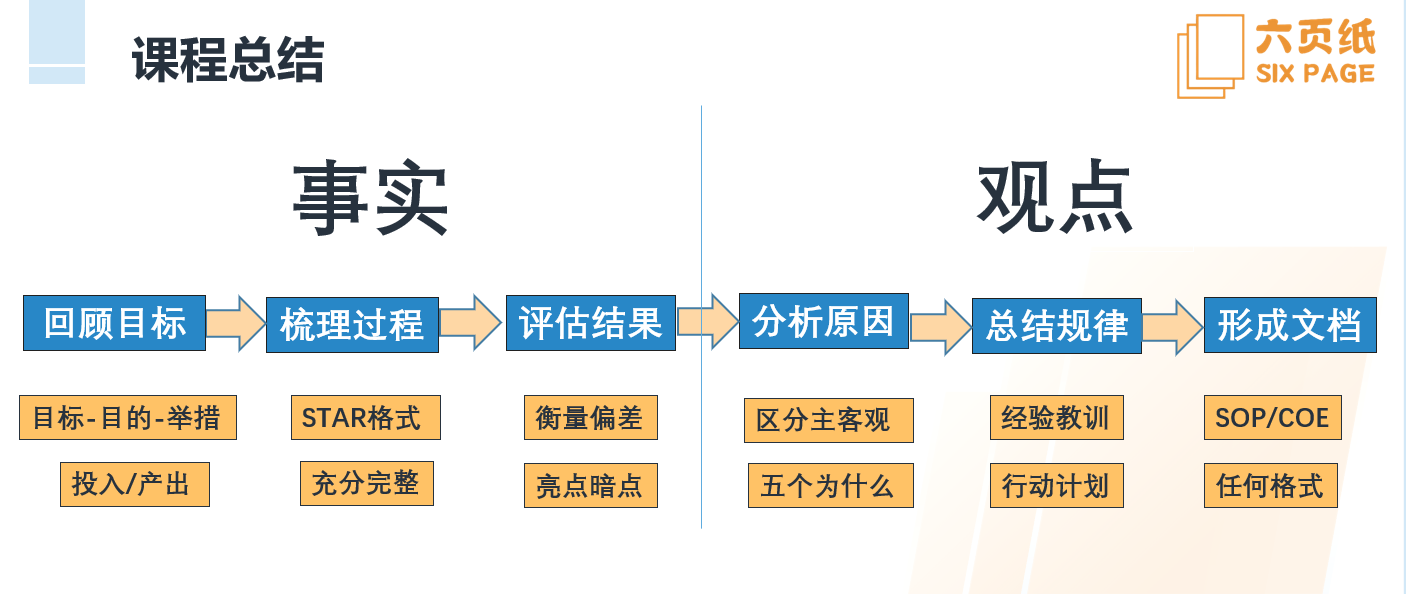 课程总结
六页纸
SIX PAGE
事实
观点
回顾目标
梳理过程
评估结果
分析原因
总结规律
形成文档
目标-目的-举措
STAR格式
衡量偏差
区分主客观
经验教训
SOP/COE
投入/产出
充分完整
亮点暗点
五个为什么
行动计划
任何格式